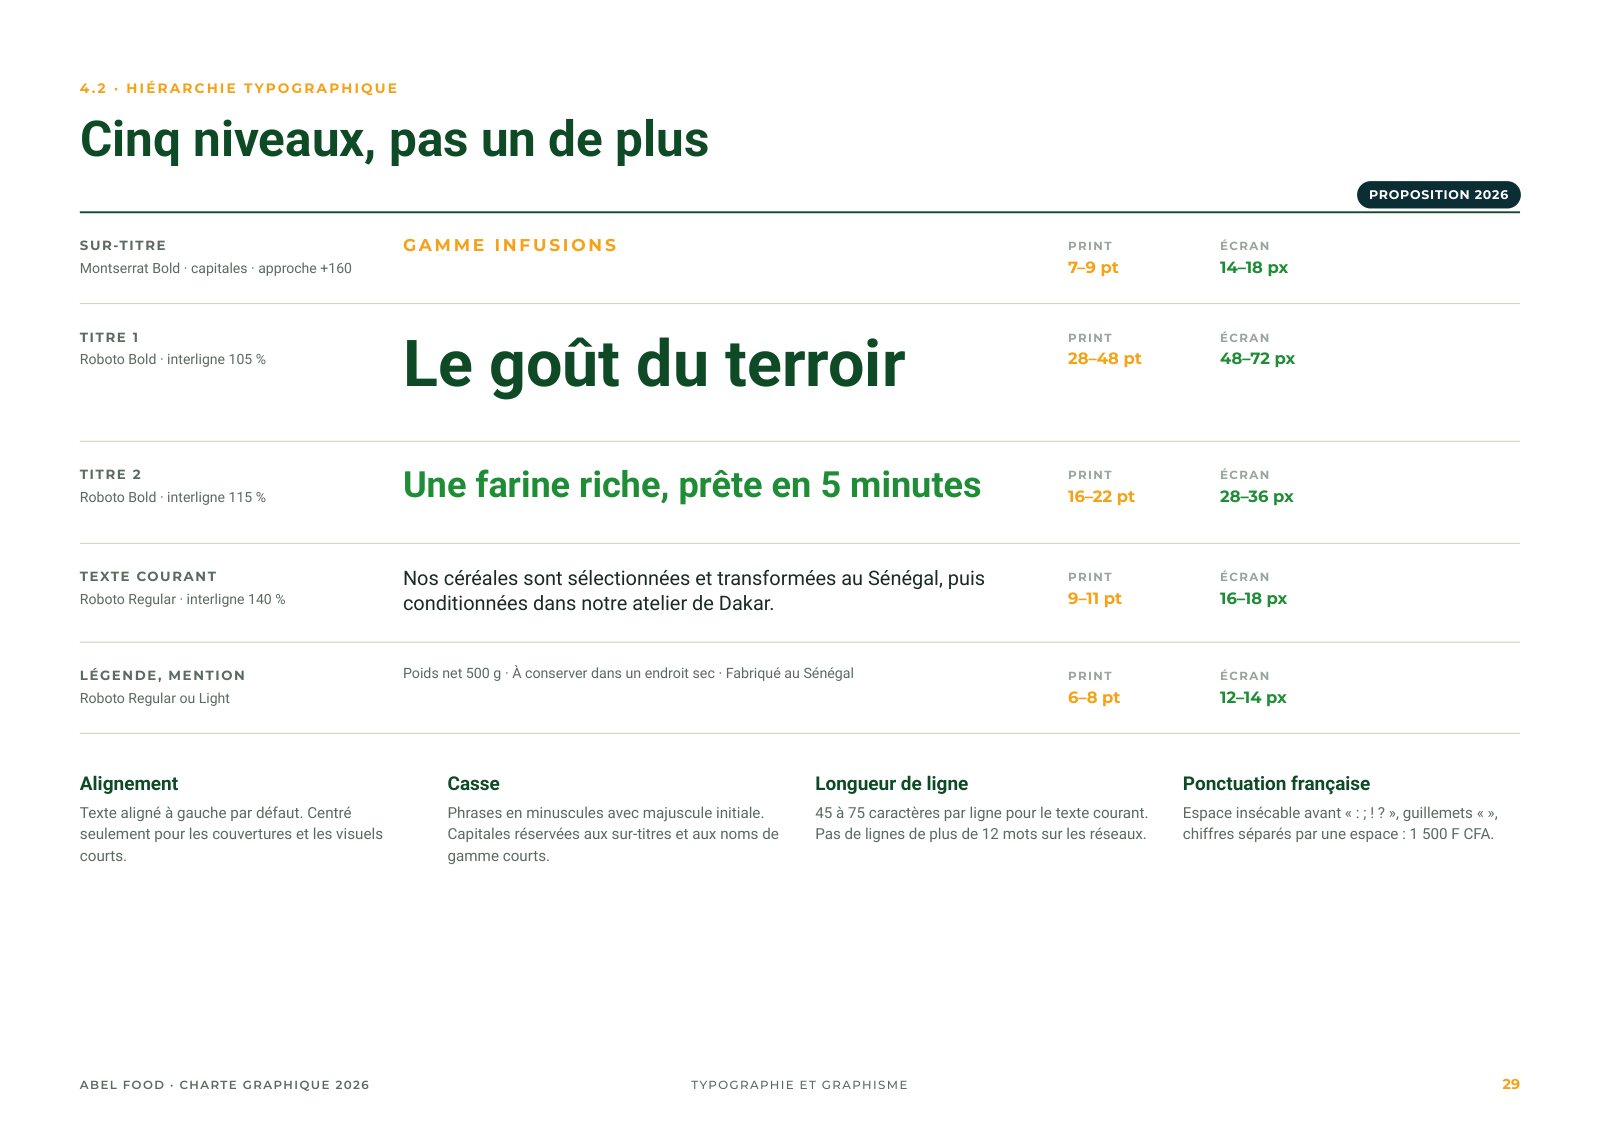 4.2 · HIÉRARCHIE TYPOGRAPHIQUE
Cinq niveaux, pas un de plus
PROPOSITION 2026
SUR-TITRE
Montserrat Bold · capitales · approche +160
GAMME INFUSIONS
PRINT
7–9 pt
ÉCRAN
14–18 px
TITRE 1
Roboto Bold · interligne 105 %
Le goût du terroir
PRINT
28–48 pt
ÉCRAN
48–72 px
TITRE 2
Roboto Bold · interligne 115 %
Une farine riche, prête en 5 minutes
PRINT
16–22 pt
ÉCRAN
28–36 px
TEXTE COURANT
Roboto Regular · interligne 140 %
Nos céréales sont sélectionnées et transformées au Sénégal, puis
conditionnées dans notre atelier de Dakar.
PRINT
9–11 pt
ÉCRAN
16–18 px
LÉGENDE, MENTION
Roboto Regular ou Light
Poids net 500 g · À conserver dans un endroit sec · Fabriqué au Sénégal
PRINT
6–8 pt
ÉCRAN
12–14 px
Alignement
Texte aligné à gauche par défaut. Centré
seulement pour les couvertures et les visuels
courts.
Casse
Phrases en minuscules avec majuscule initiale.
Capitales réservées aux sur-titres et aux noms de
gamme courts.
Longueur de ligne
45 à 75 caractères par ligne pour le texte courant.
Pas de lignes de plus de 12 mots sur les réseaux.
Ponctuation française
Espace insécable avant « : ; ! ? », guillemets « »,
chiffres séparés par une espace : 1 500 F CFA.
ABEL FOOD · CHARTE GRAPHIQUE 2026
TYPOGRAPHIE ET GRAPHISME
29